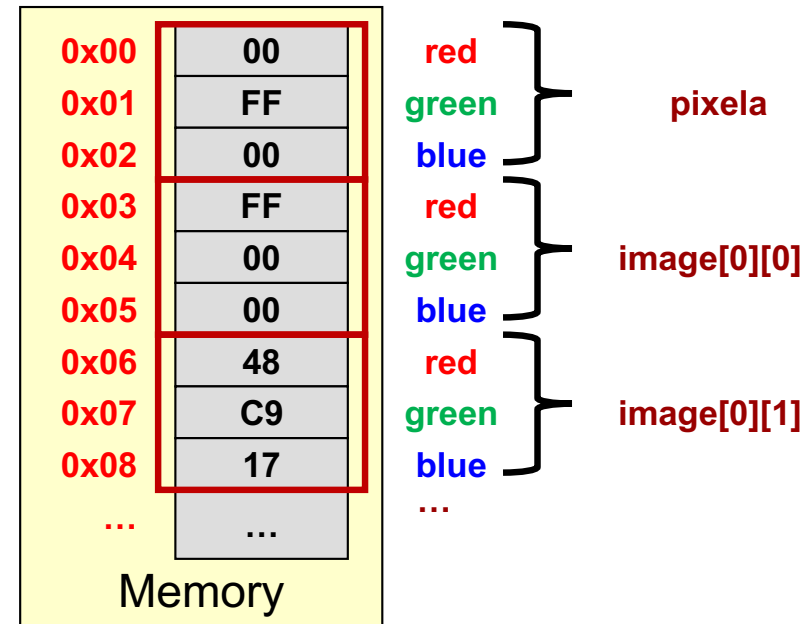 0x00 00 red
0x01 FF green pixela
0x02 00 blue
0x03 FF red
0x04 00 green image[0][0]
0x05 00 blue
0x06 48 red
0x07 C9 green image[0][1]
0x08 17 blue
... ... ...
Memory